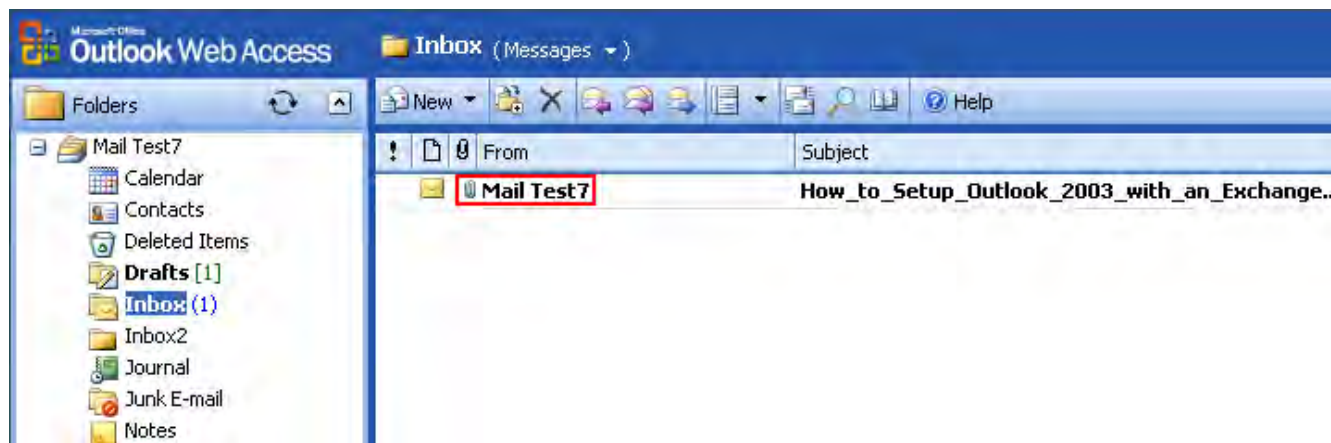 Microsoft Office
Outlook Web Access
Inbox (Messages)
Folders
New Help
Mail Test7
! From Subject
Calendar
Mail Test7 How_to_Setup_Outlook_2003_with_an_Exchange..
Contacts
Deleted Items
Drafts [1]
Inbox (1)
Inbox2
Journal
Junk E-mail
Notes